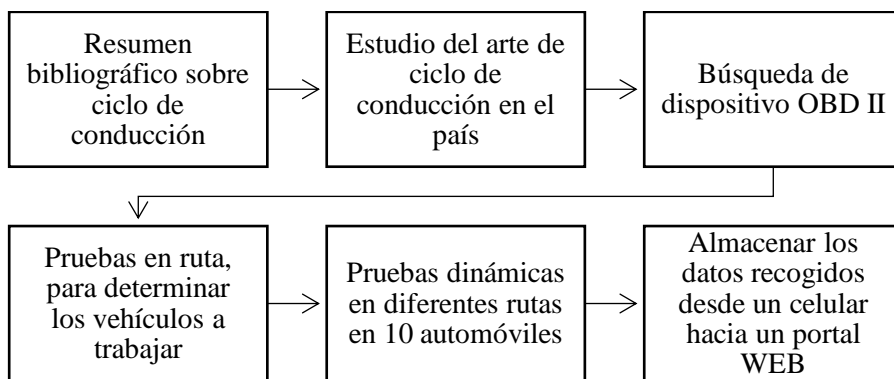 Resumen
bibliográfico sobre
ciclo de
conducción
Estudio del arte de
ciclo de
conducción en el
país
Búsqueda de
dispositivo OBD II
Pruebas en ruta,
para determinar
los vehículos a
trabajar
Pruebas dinámicas
en diferentes rutas
en 10 automóviles
Almacenar los
datos recogidos
desde un celular
hacia un portal
WEB